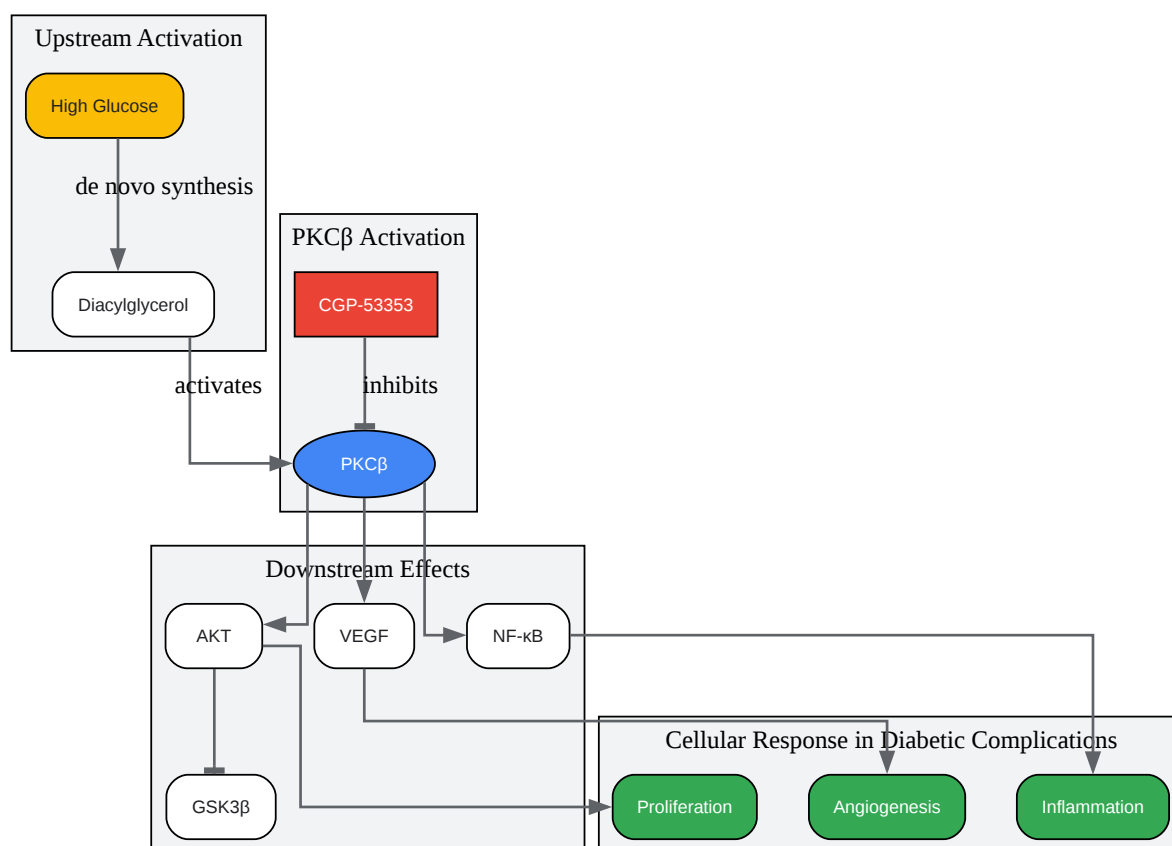 Upstream Activation
High Glucose
de novo synthesis
Diacylglycerol
activates
PKCβ Activation
CGP-53353
inhibits
PKCβ
Downstream Effects
AKT
VEGF
NF-κB
GSK3β
Cellular Response in Diabetic Complications
Proliferation
Angiogenesis
Inflammation